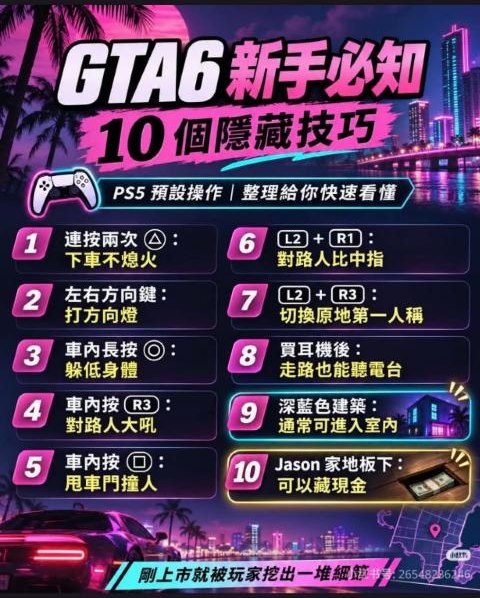 GTA6 新手必知
10個隱藏技巧
PS5 預設操作｜整理給你快速看懂
1 連按兩次 △：
下車不熄火
2 左右方向鍵：
打方向燈
3 車內長按 ○：
躲低身體
4 車內按 R3：
對路人大吼
5 車內按 □：
甩車門撞人
6 L2 + R1：
對路人比中指
7 L2 + R3：
切換原地第一人稱
8 買耳機後：
走路也能聽電台
9 深藍色建築：
通常可進入室內
10 Jason 家地板下：
可以藏現金
剛上市就被玩家挖出一堆細節
小红书号: 26548286246